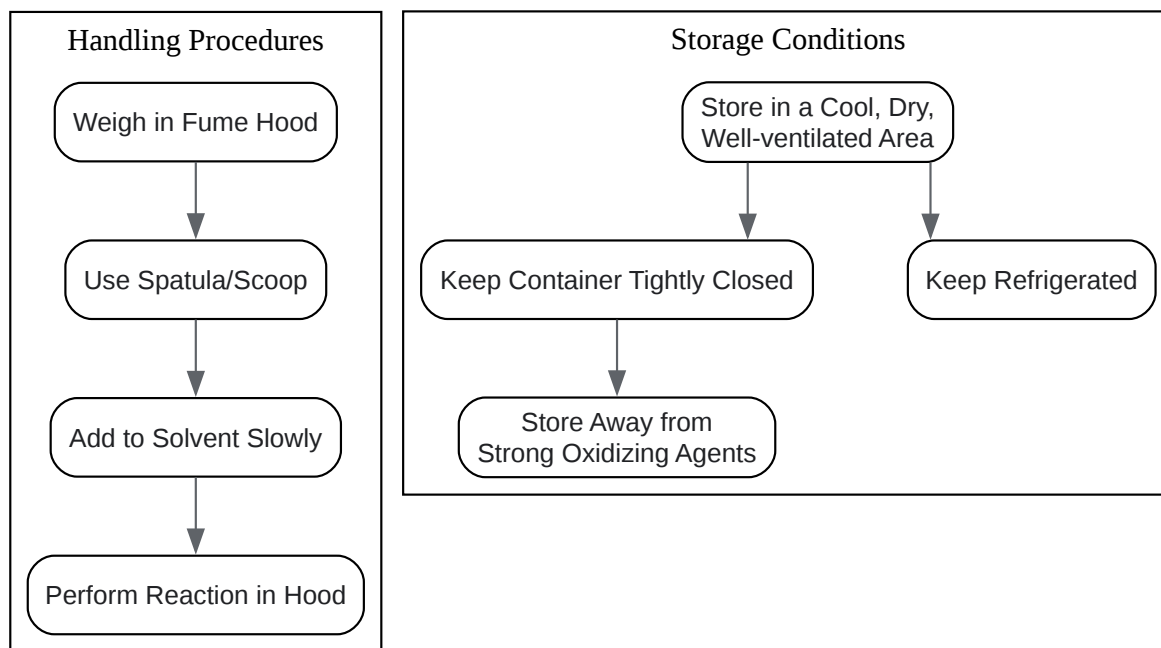 Handling Procedures
Weigh in Fume Hood
Use Spatula/Scoop
Add to Solvent Slowly
Perform Reaction in Hood
Storage Conditions
Store in a Cool, Dry,
Well-ventilated Area
Keep Container Tightly Closed
Keep Refrigerated
Store Away from
Strong Oxidizing Agents